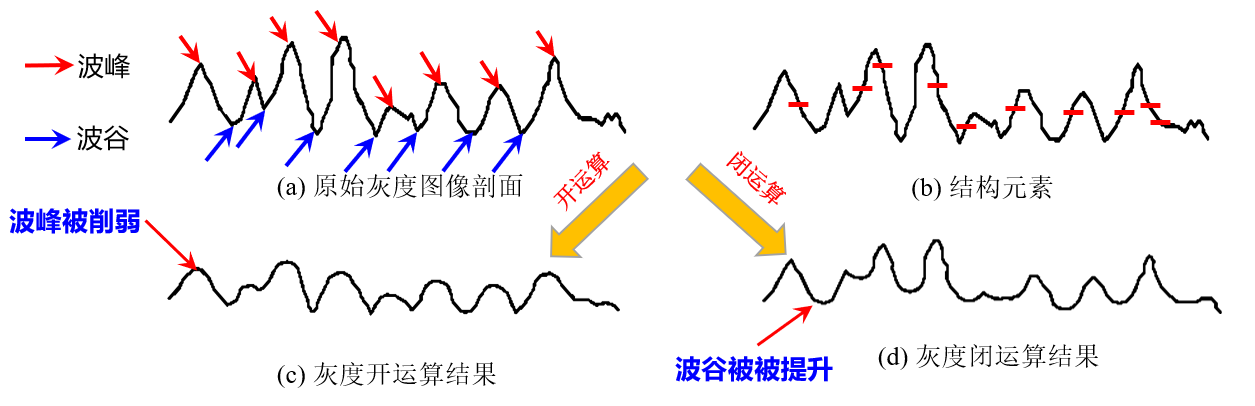 波峰
波谷
(a) 原始灰度图像剖面
开运算
闭运算
(b) 结构元素
波峰被削弱
(c) 灰度开运算结果
波谷被被提升
(d) 灰度闭运算结果